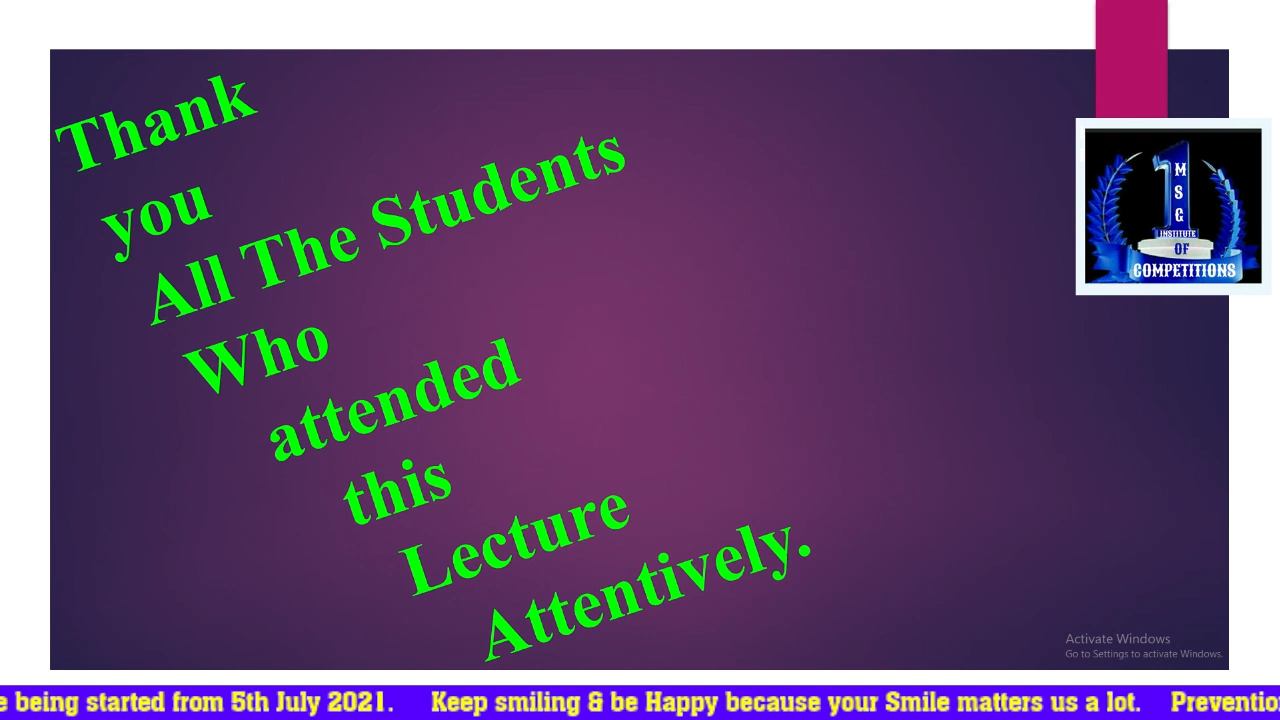 Thank
you
All The Students
Who
attended
this
Lecture
Attentively.
1
M
S
G
INSTITUTE
OF
COMPETITIONS
Activate Windows
Go to Settings to activate Windows.
being started from 5th July 2021. Keep smiling & be Happy because your Smile matters us a lot.